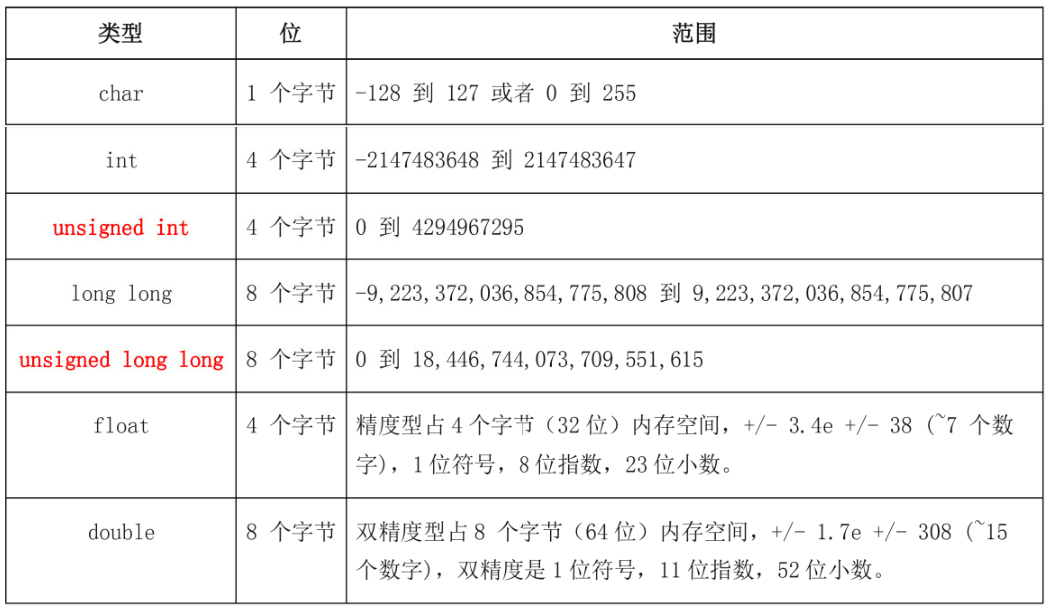 类型 位 范围
char 1 个字节 -128 到 127 或者 0 到 255
int 4 个字节 -2147483648 到 2147483647
unsigned int 4 个字节 0 到 4294967295
long long 8 个字节 -9,223,372,036,854,775,808 到 9,223,372,036,854,775,807
unsigned long long 8 个字节 0 到 18,446,744,073,709,551,615
float 4 个字节 精度型占 4 个字节（32 位）内存空间，+/- 3.4e +/- 38 (~7 个数
字)，1 位符号，8 位指数，23 位小数。
double 8 个字节 双精度型占 8 个字节（64 位）内存空间，+/- 1.7e +/- 308 (~15
个数字)，双精度是 1 位符号，11 位指数，52 位小数。